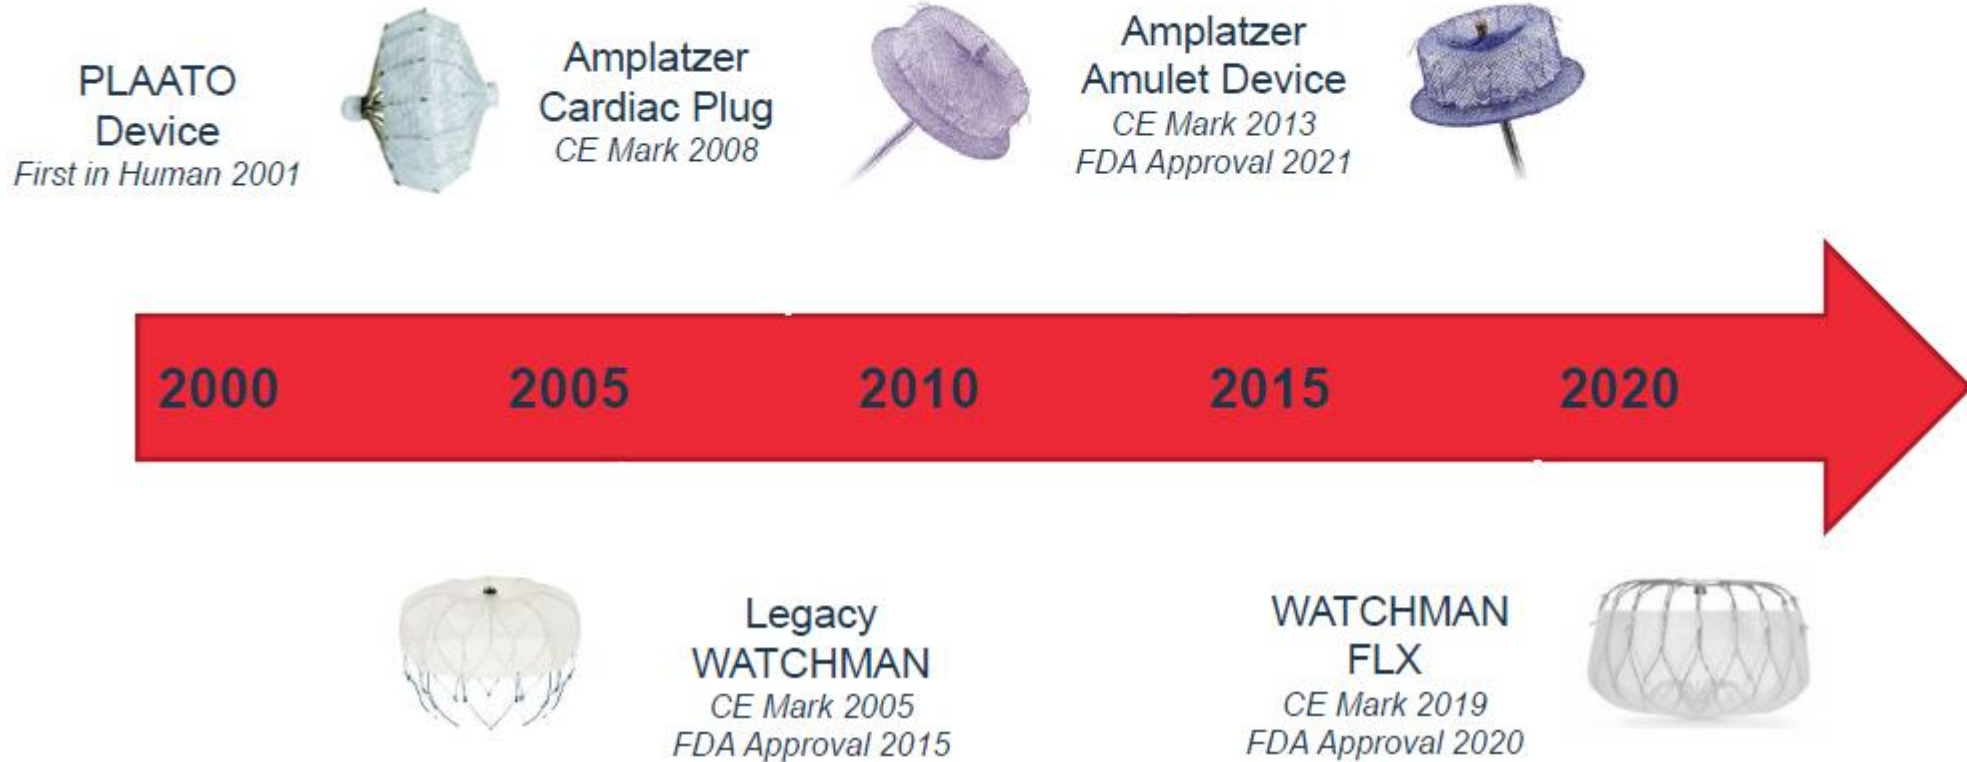 PLAATO
Device
First in Human 2001
Amplatzer
Cardiac Plug
CE Mark 2008
Amplatzer
Amulet Device
CE Mark 2013
FDA Approval 2021
2000
2005
2010
2015
2020
Legacy
WATCHMAN
CE Mark 2005
FDA Approval 2015
WATCHMAN
FLX
CE Mark 2019
FDA Approval 2020